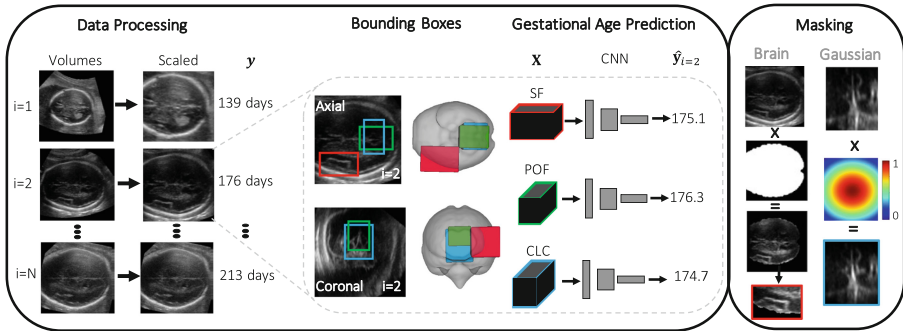 Data Processing
Volumes
Scaled
y
i=1
139 days
i=2
176 days
i=N
213 days
Bounding Boxes
Axial
i=2
Coronal
i=2
Gestational Age Prediction
X
CNN
ŷᵢ₌₂
SF
175.1
POF
176.3
CLC
174.7
Masking
Brain
Gaussian
X
X
1
0
=
=